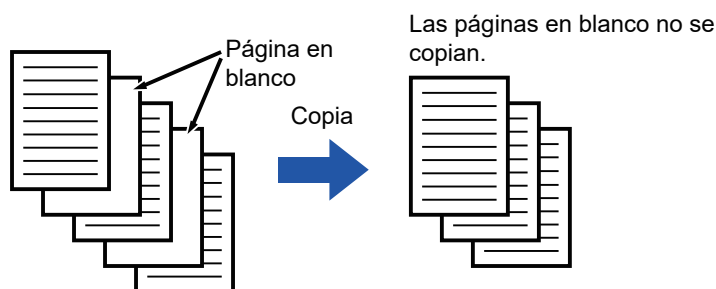 Página en
blanco
Copia
Las páginas en blanco no se
copian.